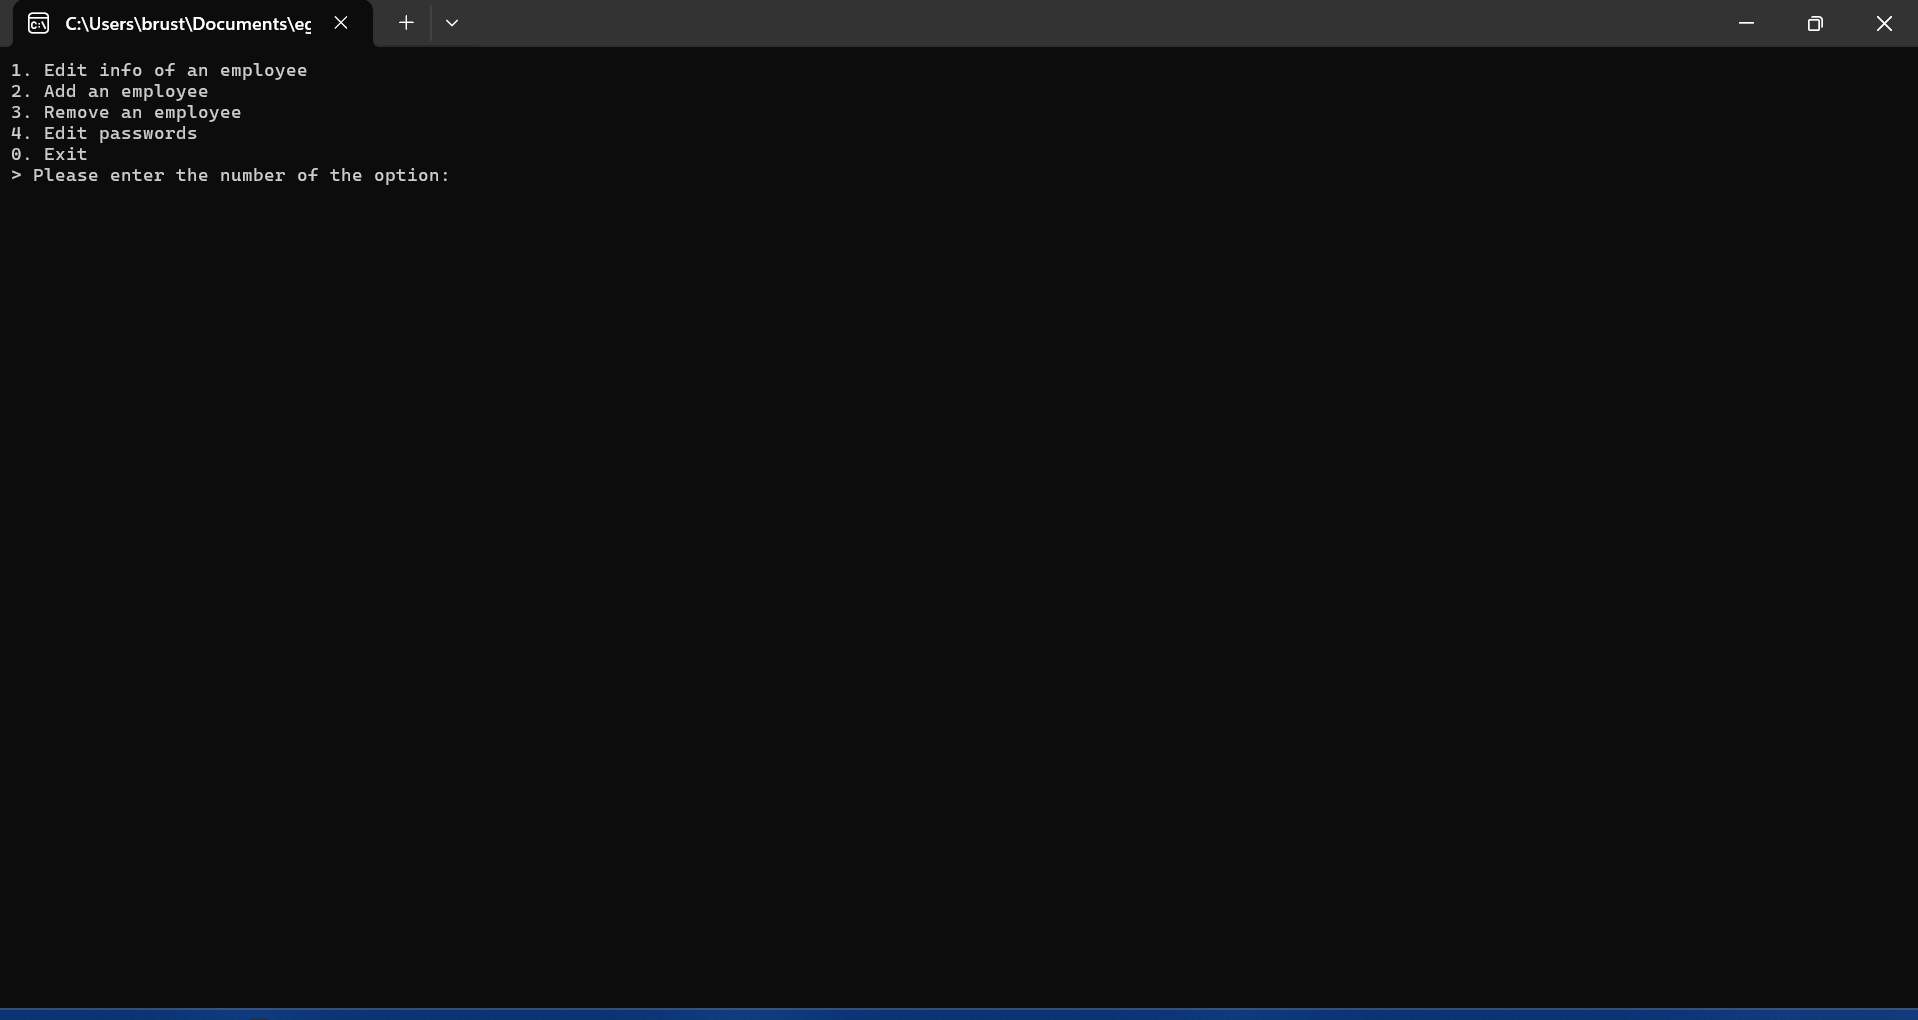 C:\Users\brust\Documents\eg
1. Edit info of an employee
2. Add an employee
3. Remove an employee
4. Edit passwords
0. Exit
> Please enter the number of the option: